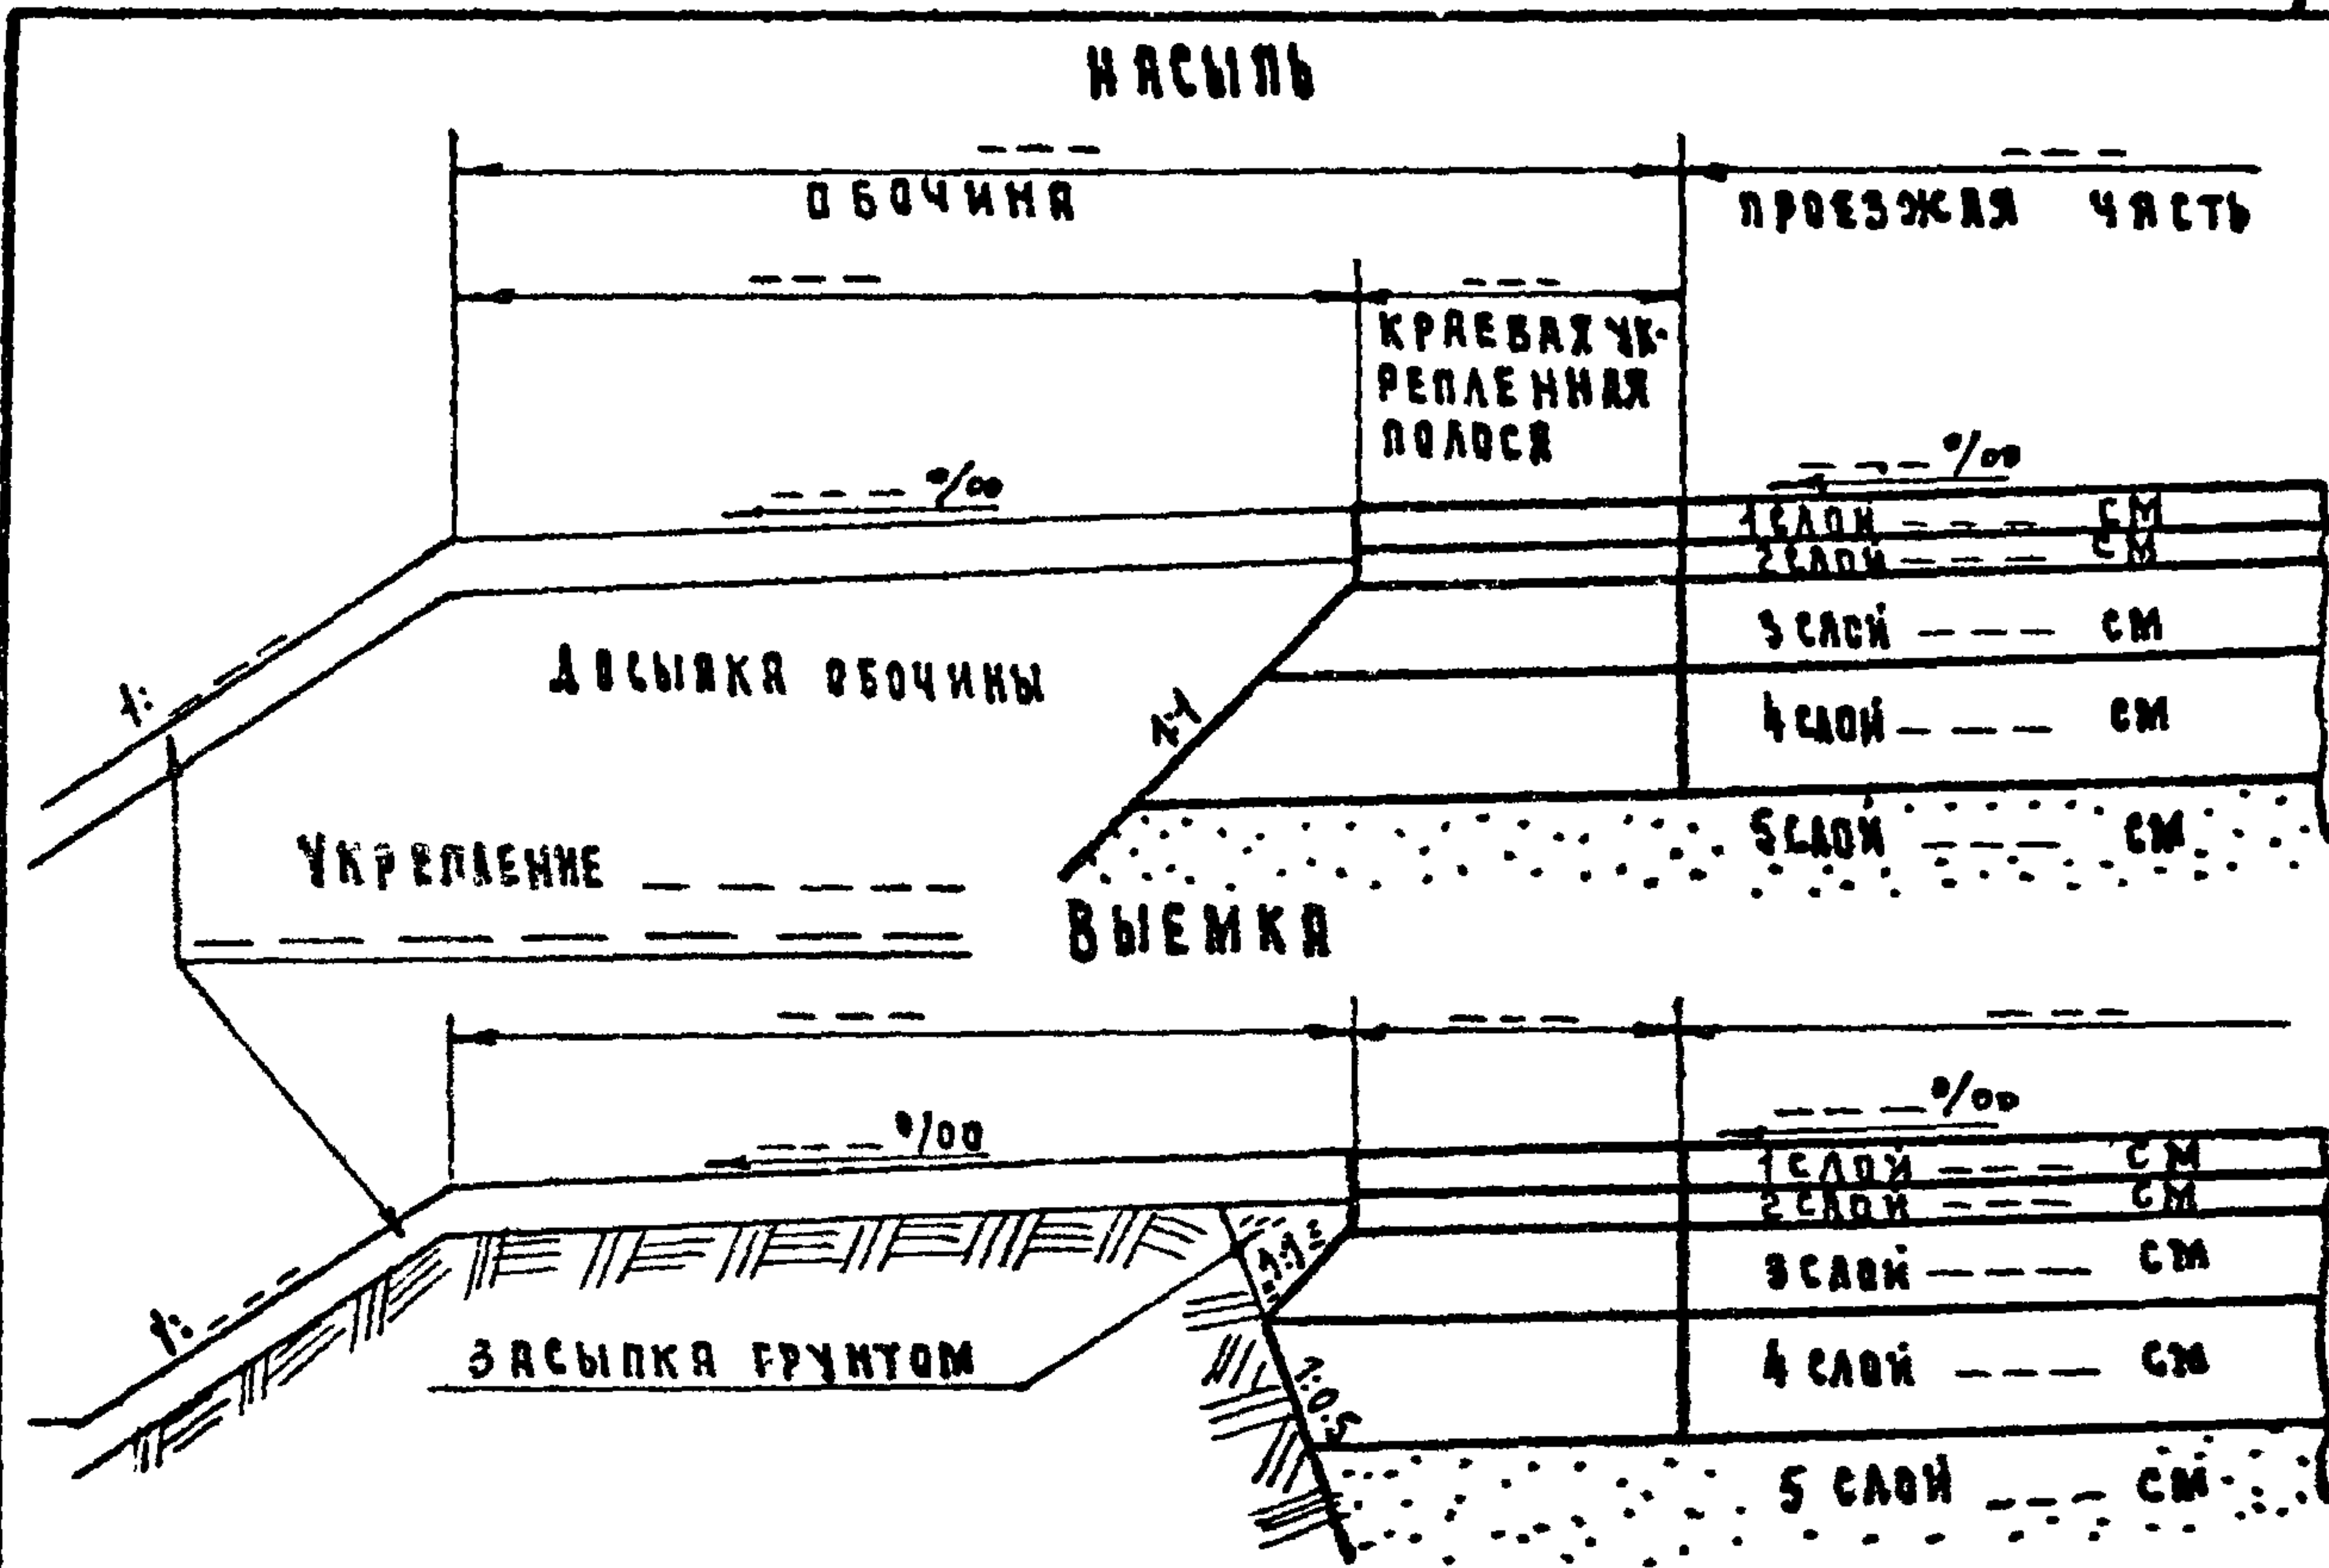 НАСЫПЬ
ОБОЧИНА
ПРОЕЗЖАЯ ЧАСТЬ
КРАЕВАЯ УК-
РЕПЛЕННАЯ
ПОЛОСА
--- ‰
--- ‰
1 СЛОЙ --- СМ
2 СЛОЙ --- СМ
3 СЛОЙ --- СМ
4 СЛОЙ --- СМ
5 СЛОЙ --- СМ
ДОСЫПКА ОБОЧИНЫ
1:
1:1
УКРЕПЛЕНИЕ
ВЫЕМКА
--- ‰
--- ‰
1 СЛОЙ --- СМ
2 СЛОЙ --- СМ
3 СЛОЙ --- СМ
4 СЛОЙ --- СМ
5 СЛОЙ --- СМ
1:
1:1
ЗАСЫПКА ГРУНТОМ
1:0.5